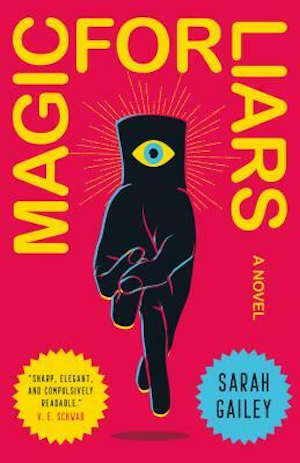 MAGIC
FOR
LIARS
A NOVEL
"SHARP, ELEGANT,
AND COMPULSIVELY
READABLE."
V. E. SCHWAB
SARAH
GAILEY